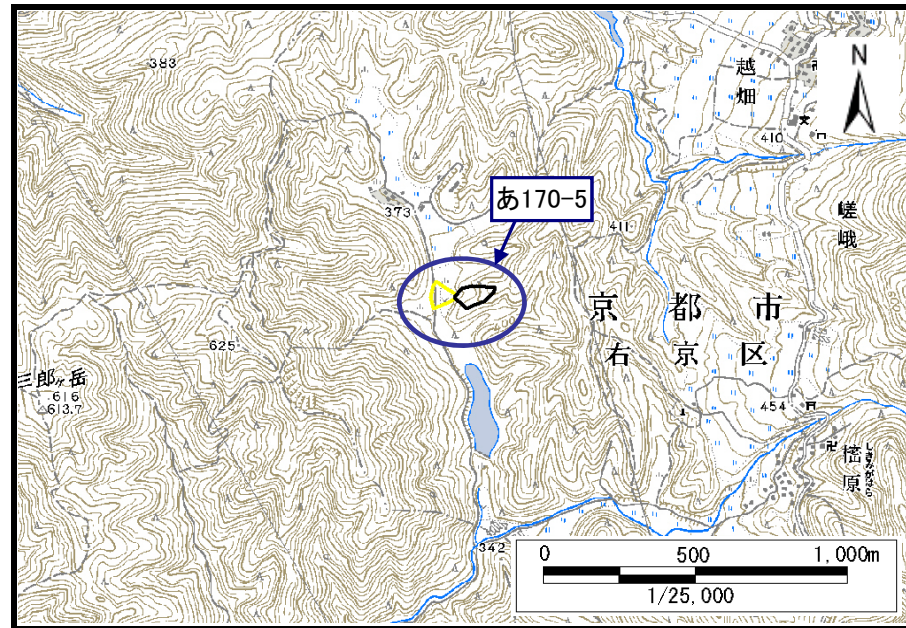 383
越畑
N
410
373
あ170-5
411
嵯峨
京都市
右京区
625
三郎ヶ岳
616
613.7
454
樒原
しきみがはら
342
0 500 1,000m
1/25,000